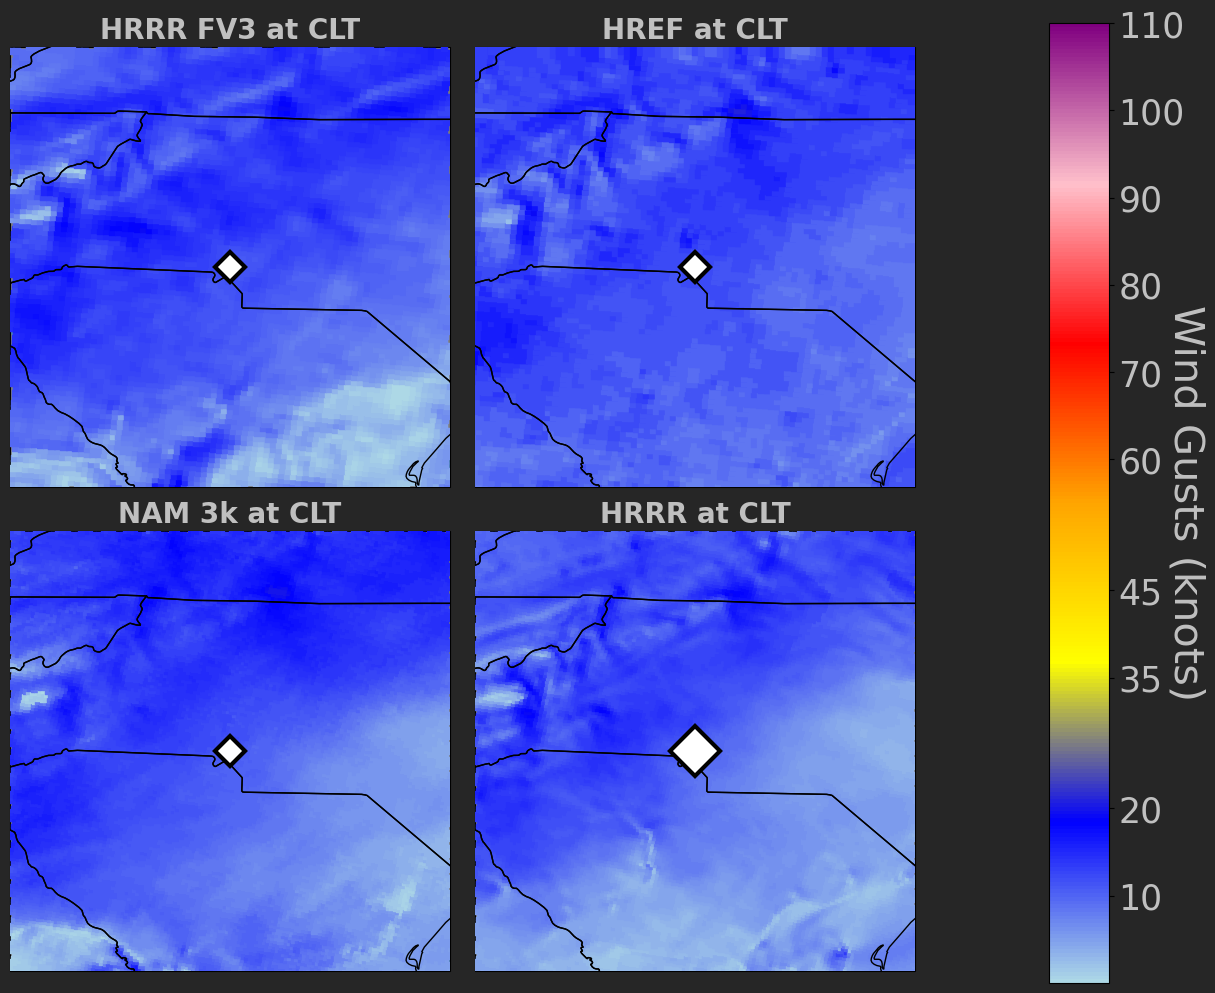 HRRR FV3 at CLT
HREF at CLT
NAM 3k at CLT
HRRR at CLT
110
100
90
80
70
60
45
35
20
10
Wind Gusts (knots)